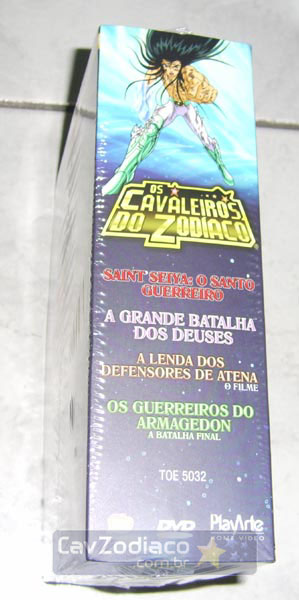 OS
CAVALEIROS
DO ZODIACO
SAINT SEIYA: O SANTO
GUERREIRO
A GRANDE BATALHA
DOS DEUSES
A LENDA DOS
DEFENSORES DE ATENA
O FILME
OS GUERREIROS DO
ARMAGEDON
A BATALHA FINAL
TOE 5032
DVD PlayArte
HOME VIDEO
CavZodiaco
.com.br